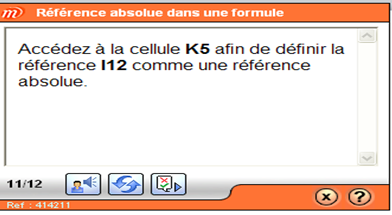 m Référence absolue dans une formule
Accédez à la cellule K5 afin de définir la
référence I12 comme une référence
absolue.
11/12
Ref : 414211